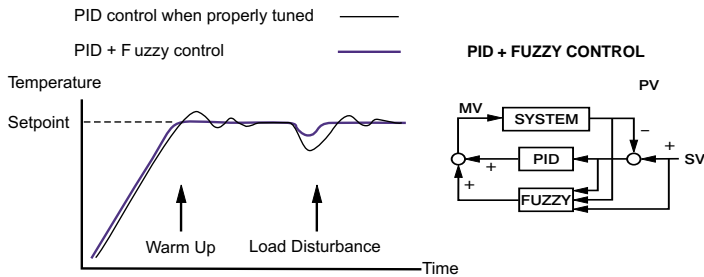 PID control when properly tuned
PID + F uzzy control
Temperature
Setpoint
Warm Up
Load Disturbance
Time
PID + FUZZY CONTROL
PV
MV
SYSTEM
−
+
PID
+
SV
+
FUZZY